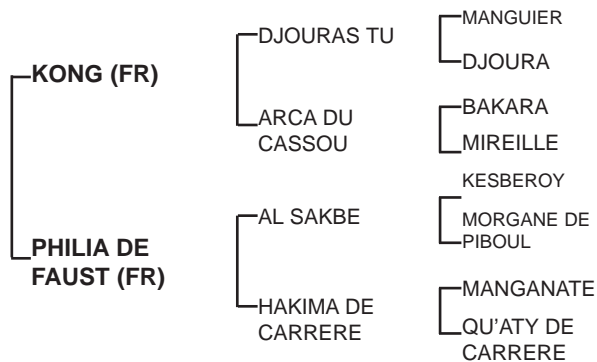 KONG (FR)
PHILIA DE
FAUST (FR)
DJOURAS TU
ARCA DU
CASSOU
AL SAKBE
HAKIMA DE
CARRERE
MANGUIER
DJOURA
BAKARA
MIREILLE
KESBEROY
MORGANE DE
PIBOUL
MANGANATE
QU'ATY DE
CARRERE